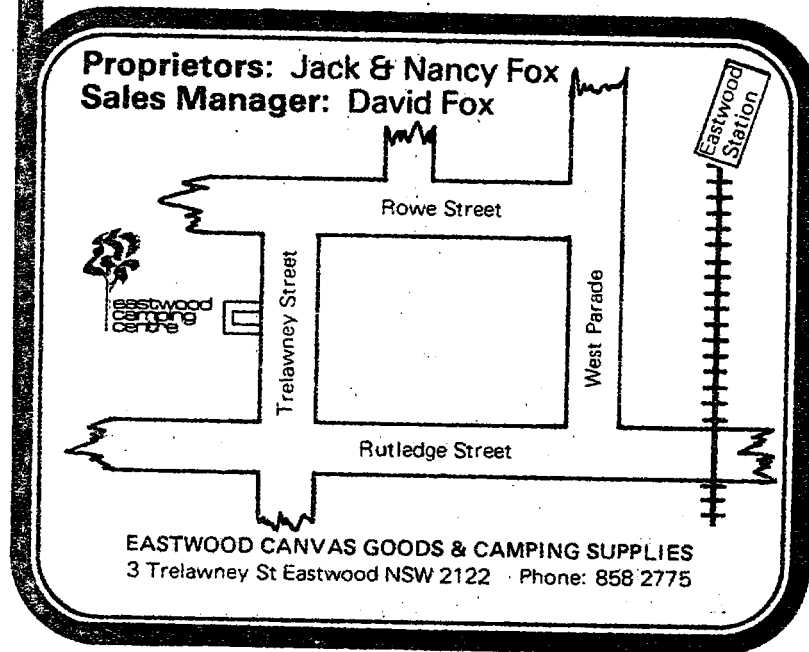 Proprietors: Jack & Nancy Fox
Sales Manager: David Fox
Eastwood
Station
Rowe Street
Trelawney Street
West Parade
eastwood
camping
centre
Rutledge Street
EASTWOOD CANVAS GOODS & CAMPING SUPPLIES
3 Trelawney St Eastwood NSW 2122 Phone: 858 2775